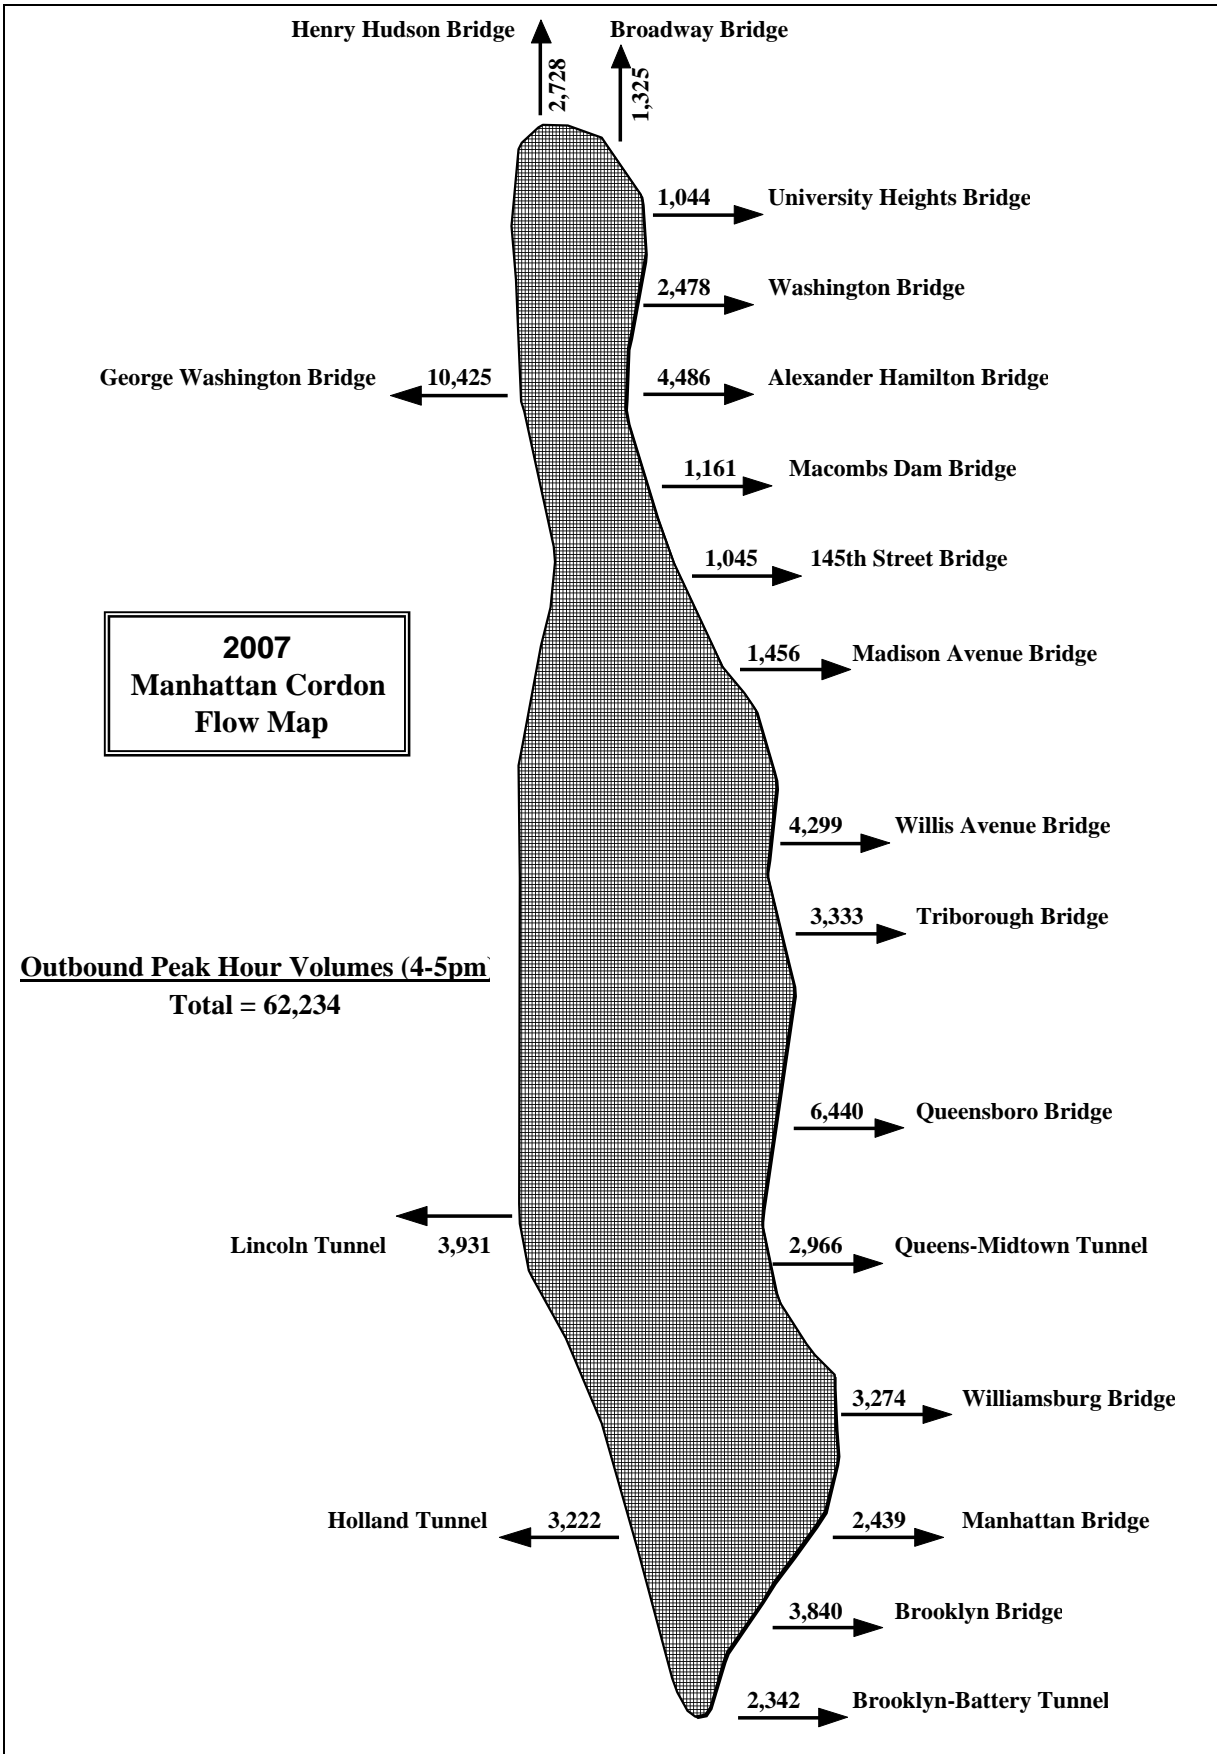 Henry Hudson Bridge
Broadway Bridge
2,728
1,325
1,044
University Heights Bridge
2,478
Washington Bridge
George Washington Bridge
10,425
4,486
Alexander Hamilton Bridge
1,161
Macombs Dam Bridge
1,045
145th Street Bridge
2007
Manhattan Cordon
Flow Map
1,456
Madison Avenue Bridge
4,299
Willis Avenue Bridge
3,333
Triborough Bridge
Outbound Peak Hour Volumes (4-5pm)
Total = 62,234
6,440
Queensboro Bridge
Lincoln Tunnel
3,931
2,966
Queens-Midtown Tunnel
3,274
Williamsburg Bridge
Holland Tunnel
3,222
2,439
Manhattan Bridge
3,840
Brooklyn Bridge
2,342
Brooklyn-Battery Tunnel